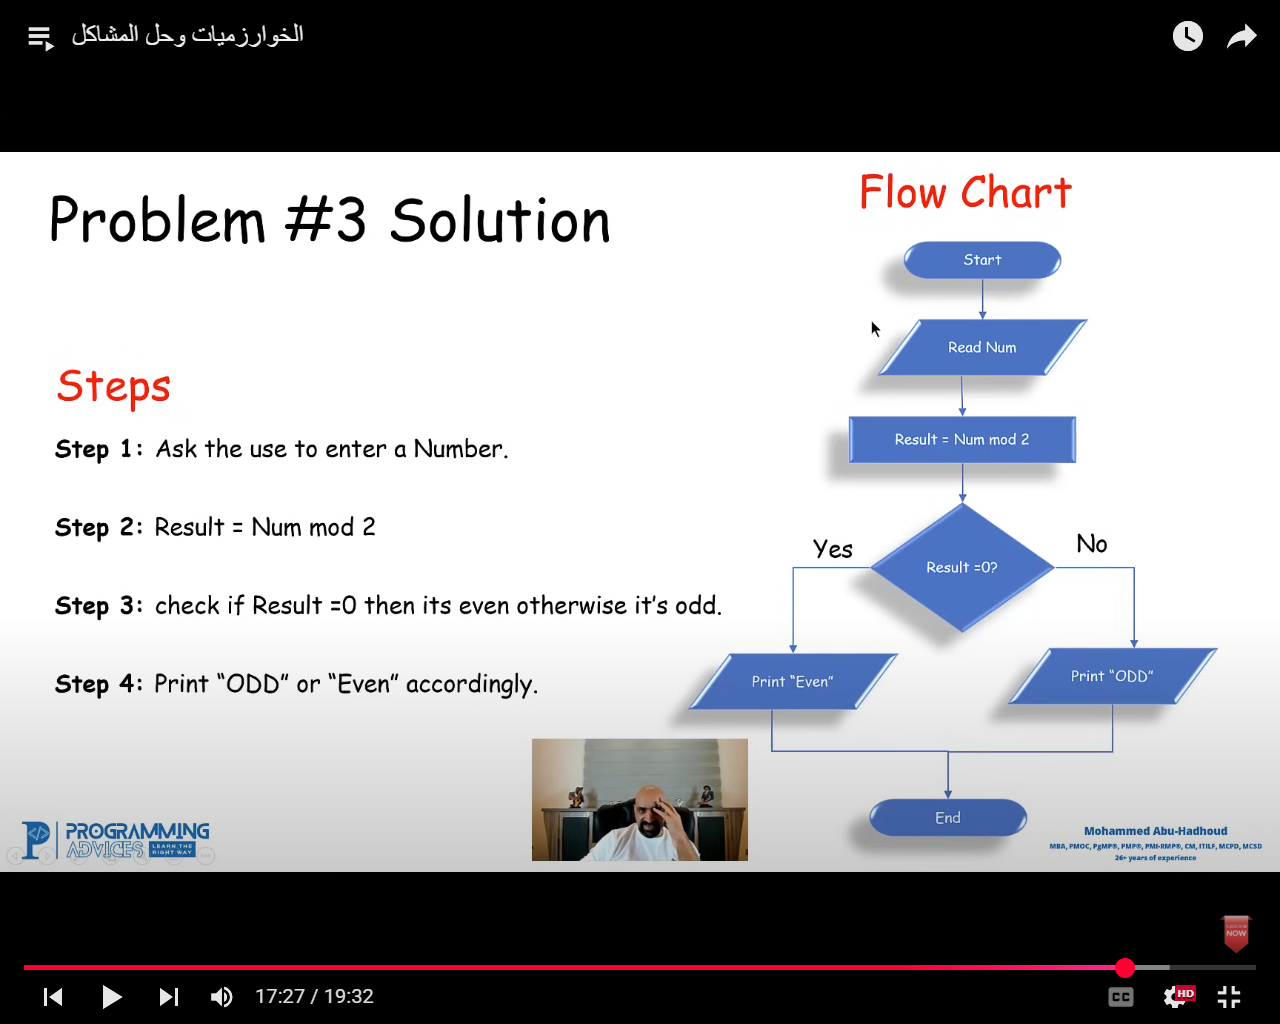 الخوارزميات وحل المشاكل
Problem #3 Solution
Flow Chart
Start
Read Num
Result = Num mod 2
Result =0?
Yes
No
Print “Even”
Print “ODD”
End
Steps
Step 1: Ask the use to enter a Number.
Step 2: Result = Num mod 2
Step 3: check if Result =0 then its even otherwise it’s odd.
Step 4: Print “ODD” or “Even” accordingly.
PROGRAMMING
ADVICES
LEARN THE
RIGHT WAY
Mohammed Abu-Hadhoud
MBA, PMOC, PgMP®, PMP®, PMI-RMP®, CM, ITILF, MCPD, MCSD
26+ years of experience
NOW
17:27 / 19:32
CC
HD